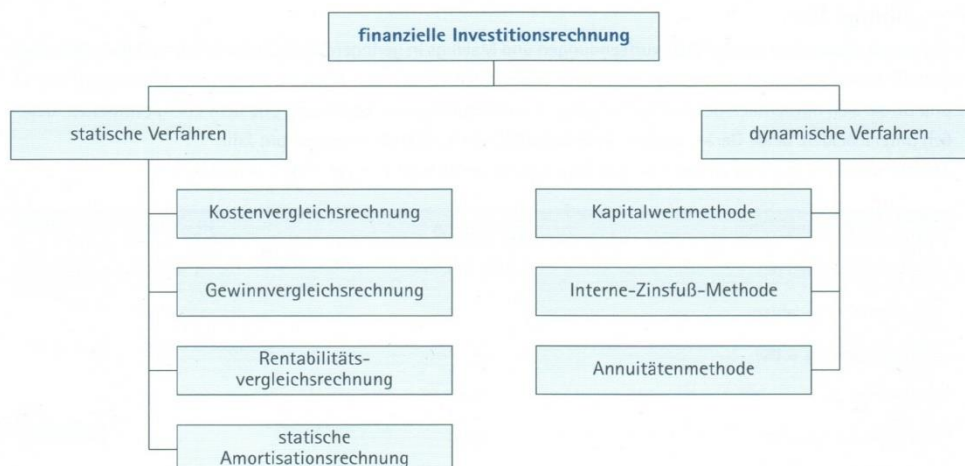 finanzielle Investitionsrechnung
statische Verfahren
dynamische Verfahren
Kostenvergleichsrechnung
Kapitalwertmethode
Gewinnvergleichsrechnung
Interne-Zinsfuß-Methode
Rentabilitäts-
vergleichsrechnung
Annuitätenmethode
statische
Amortisationsrechnung